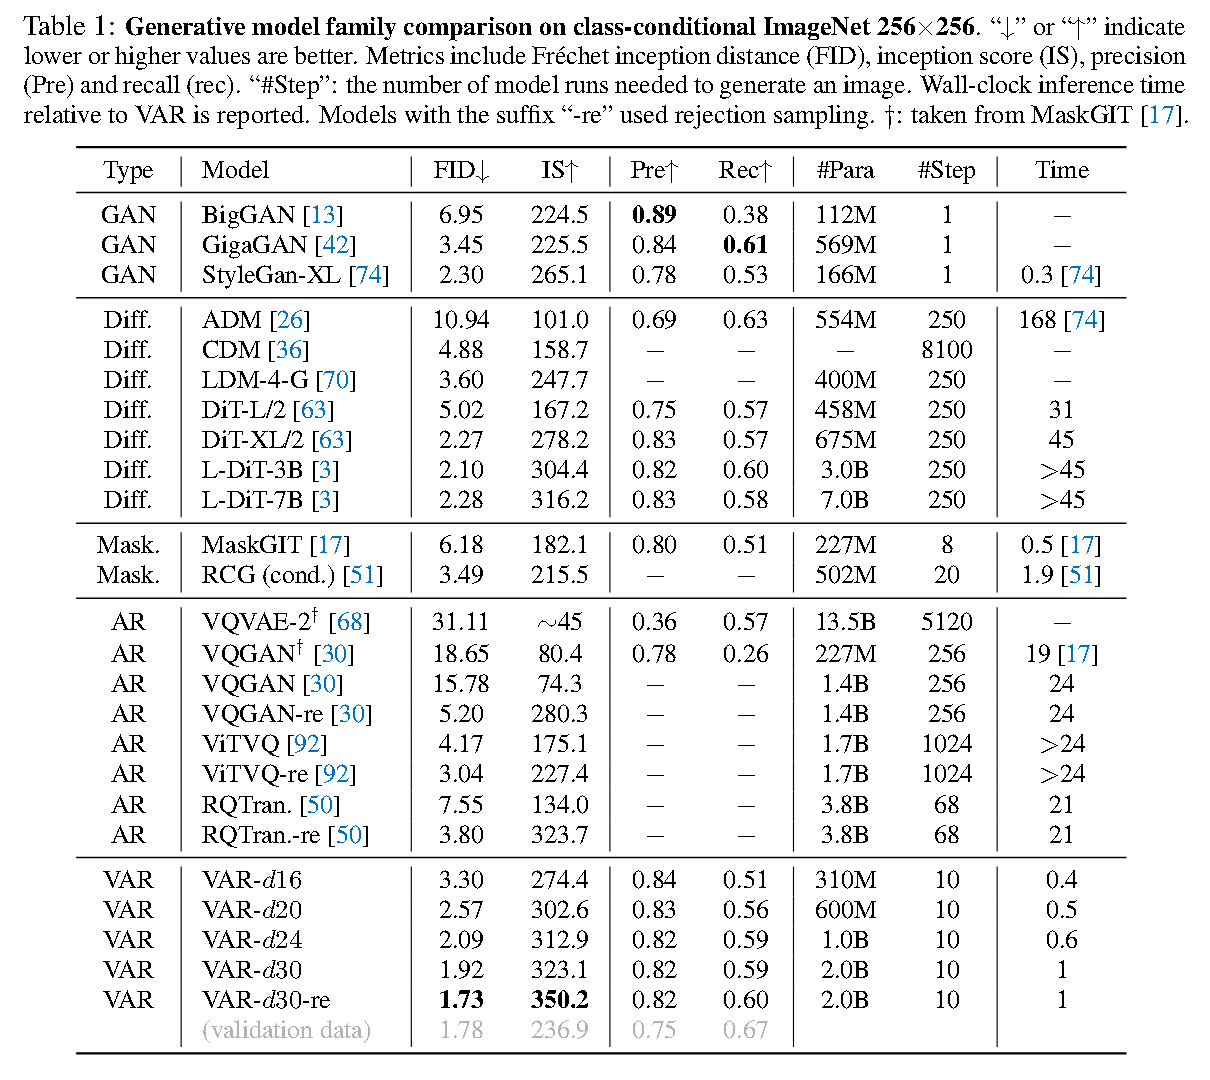 Table 1: Generative model family comparison on class-conditional ImageNet 256×256. “↓” or “↑” indicate
lower or higher values are better. Metrics include Fréchet inception distance (FID), inception score (IS), precision
(Pre) and recall (rec). “#Step”: the number of model runs needed to generate an image. Wall-clock inference time
relative to VAR is reported. Models with the suffix “-re” used rejection sampling. †: taken from MaskGIT [17].
Type Model FID↓ IS↑ Pre↑ Rec↑ #Para #Step Time
GAN BigGAN [13] 6.95 224.5 0.89 0.38 112M 1 −
GAN GigaGAN [42] 3.45 225.5 0.84 0.61 569M 1 −
GAN StyleGan-XL [74] 2.30 265.1 0.78 0.53 166M 1 0.3 [74]
Diff. ADM [26] 10.94 101.0 0.69 0.63 554M 250 168 [74]
Diff. CDM [36] 4.88 158.7 − − − 8100 −
Diff. LDM-4-G [70] 3.60 247.7 − − 400M 250 −
Diff. DiT-L/2 [63] 5.02 167.2 0.75 0.57 458M 250 31
Diff. DiT-XL/2 [63] 2.27 278.2 0.83 0.57 675M 250 45
Diff. L-DiT-3B [3] 2.10 304.4 0.82 0.60 3.0B 250 >45
Diff. L-DiT-7B [3] 2.28 316.2 0.83 0.58 7.0B 250 >45
Mask. MaskGIT [17] 6.18 182.1 0.80 0.51 227M 8 0.5 [17]
Mask. RCG (cond.) [51] 3.49 215.5 − − 502M 20 1.9 [51]
AR VQVAE-2† [68] 31.11 ∼45 0.36 0.57 13.5B 5120 −
AR VQGAN† [30] 18.65 80.4 0.78 0.26 227M 256 19 [17]
AR VQGAN [30] 15.78 74.3 − − 1.4B 256 24
AR VQGAN-re [30] 5.20 280.3 − − 1.4B 256 24
AR ViTVQ [92] 4.17 175.1 − − 1.7B 1024 >24
AR ViTVQ-re [92] 3.04 227.4 − − 1.7B 1024 >24
AR RQTran. [50] 7.55 134.0 − − 3.8B 68 21
AR RQTran.-re [50] 3.80 323.7 − − 3.8B 68 21
VAR VAR-d16 3.30 274.4 0.84 0.51 310M 10 0.4
VAR VAR-d20 2.57 302.6 0.83 0.56 600M 10 0.5
VAR VAR-d24 2.09 312.9 0.82 0.59 1.0B 10 0.6
VAR VAR-d30 1.92 323.1 0.82 0.59 2.0B 10 1
VAR VAR-d30-re 1.73 350.2 0.82 0.60 2.0B 10 1
(validation data) 1.78 236.9 0.75 0.67